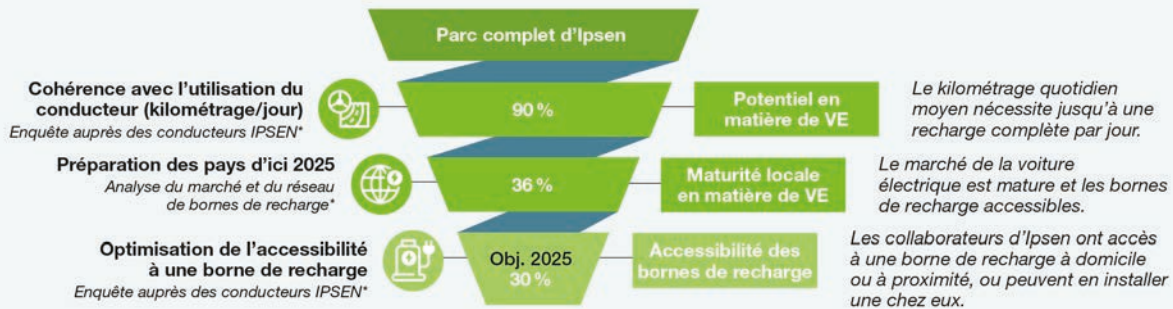 Parc complet d'Ipsen
Cohérence avec l'utilisation du
conducteur (kilométrage/jour)
Enquête auprès des conducteurs IPSEN*
90 %
Potentiel en
matière de VE
Le kilométrage quotidien
moyen nécessite jusqu'à une
recharge complète par jour.
Préparation des pays d'ici 2025
Analyse du marché et du réseau
de bornes de recharge*
36 %
Maturité locale
en matière de VE
Le marché de la voiture
électrique est mature et les bornes
de recharge accessibles.
Optimisation de l'accessibilité
à une borne de recharge
Enquête auprès des conducteurs IPSEN*
Obj. 2025
30 %
Accessibilité des
bornes de recharge
Les collaborateurs d'Ipsen ont accès
à une borne de recharge à domicile
ou à proximité, ou peuvent en installer
une chez eux.